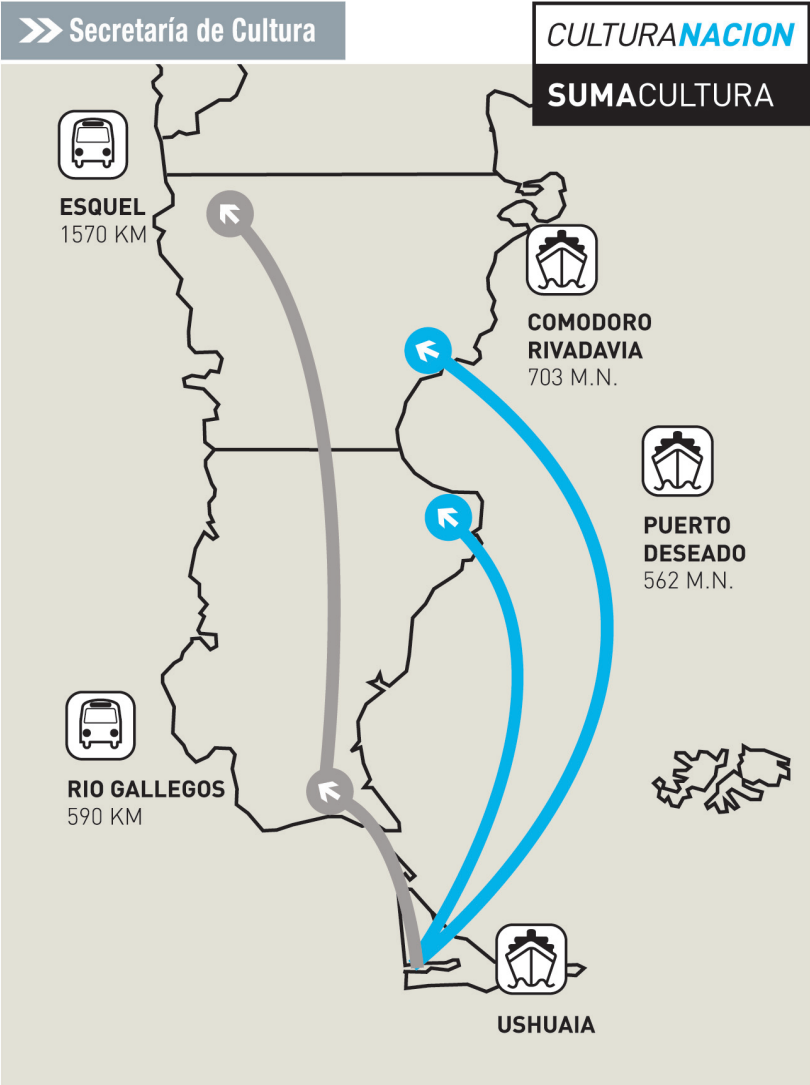 Secretaría de Cultura
CULTURANACION
SUMACULTURA
ESQUEL
1570 KM
COMODORO
RIVADAVIA
703 M.N.
PUERTO
DESEADO
562 M.N.
RIO GALLEGOS
590 KM
USHUAIA